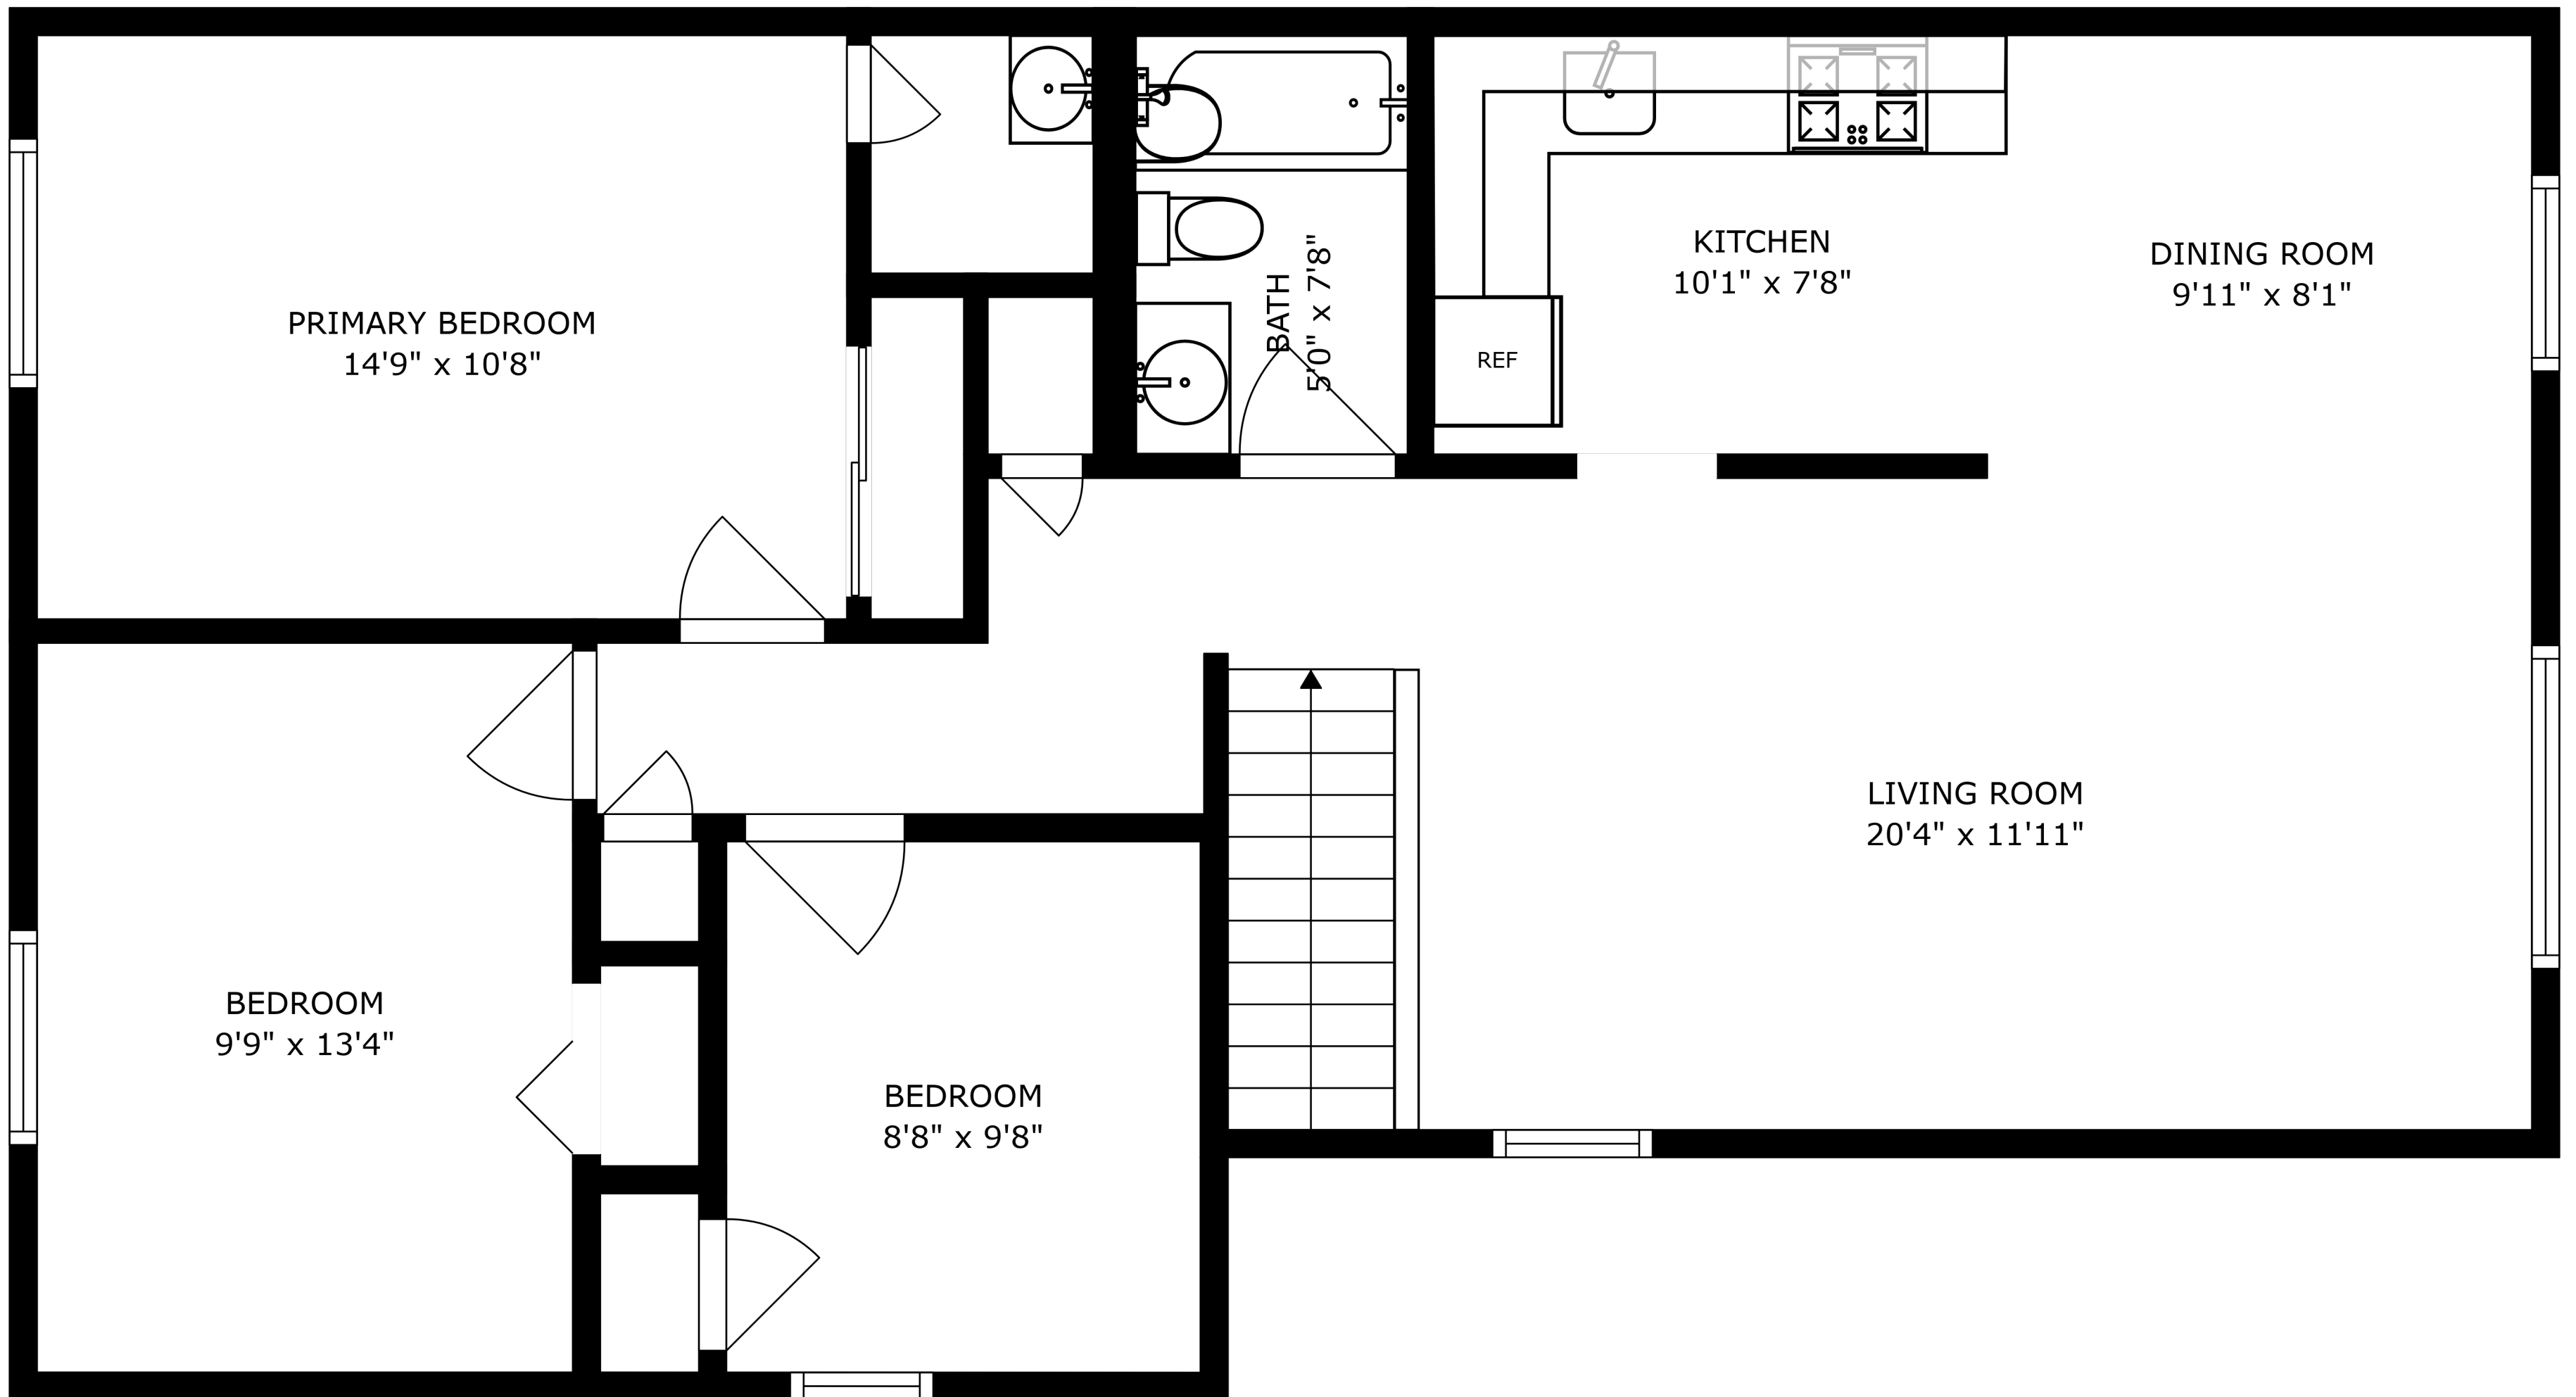 PRIMARY BEDROOM
14'9" x 10'8"
BATH
5'0" x 7'8"
KITCHEN
10'1" x 7'8"
DINING ROOM
9'11" x 8'1"
REF
LIVING ROOM
20'4" x 11'11"
BEDROOM
9'9" x 13'4"
BEDROOM
8'8" x 9'8"